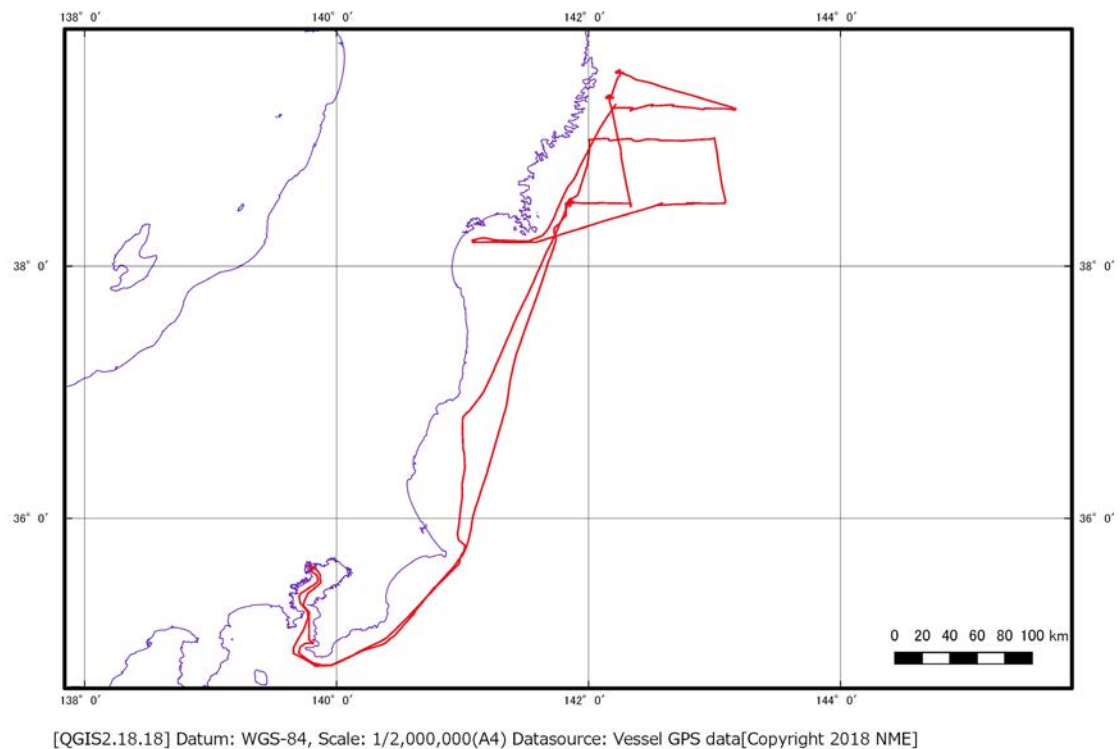 138° 0′ 140° 0′ 142° 0′ 144° 0′
38° 0′ 38° 0′
36° 0′ 36° 0′
0 20 40 60 80 100 km
138° 0′ 140° 0′ 142° 0′ 144° 0′
[QGIS2.18.18] Datum: WGS-84, Scale: 1/2,000,000(A4) Datasource: Vessel GPS data[Copyright 2018 NME]